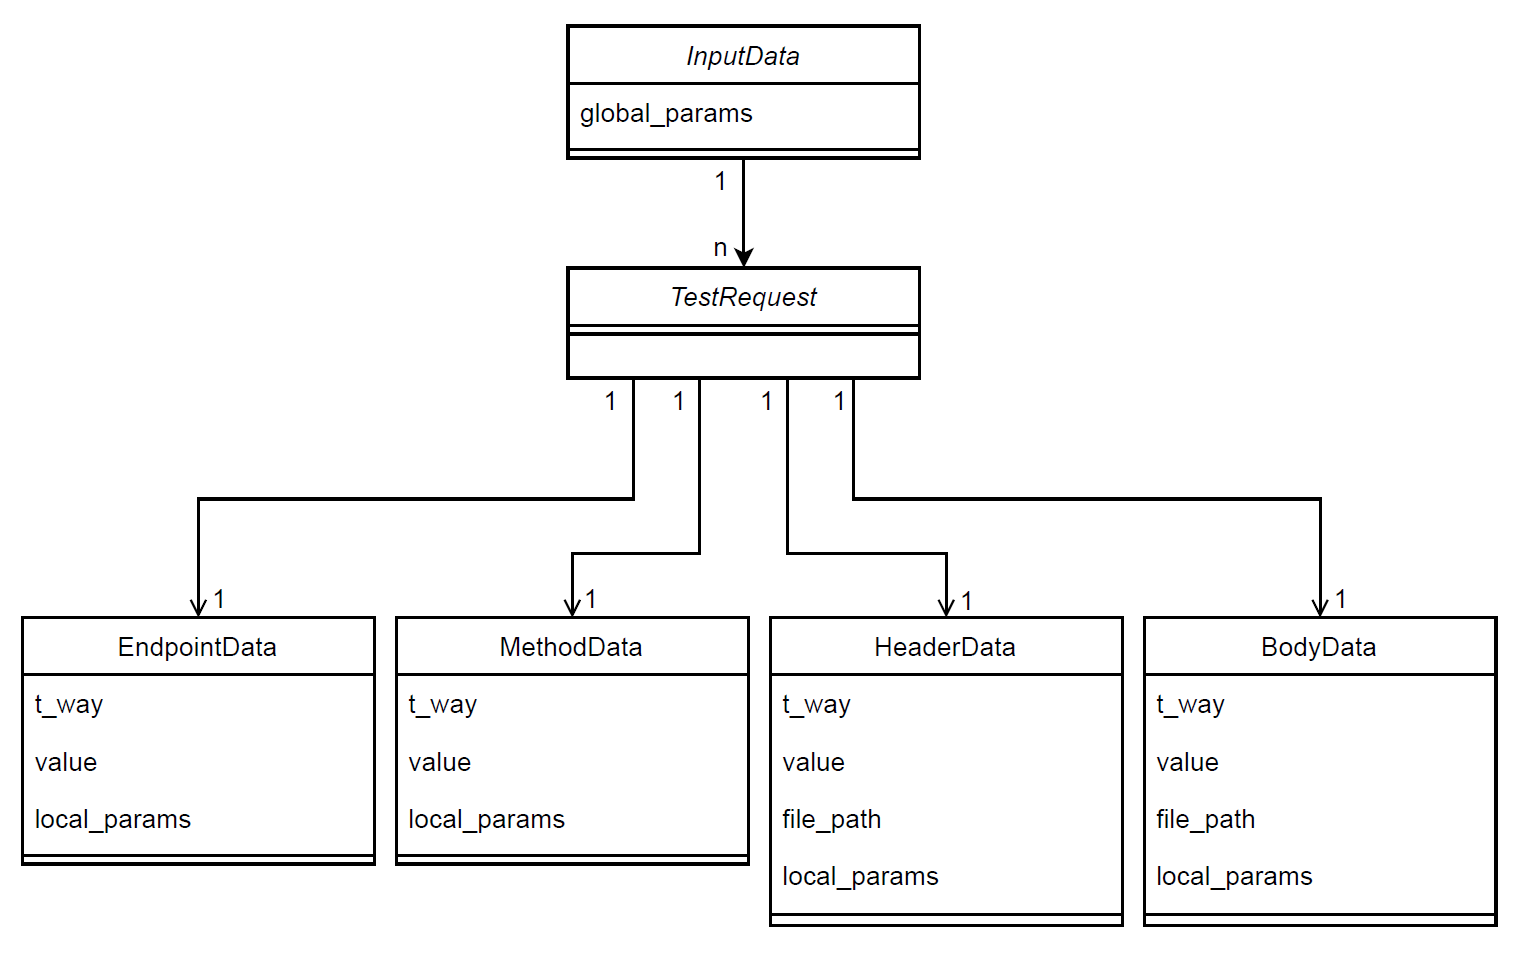 InputData
global_params
1
n
TestRequest
1 1 1 1
1 1 1 1
EndpointData
t_way
value
local_params
MethodData
t_way
value
local_params
HeaderData
t_way
value
file_path
local_params
BodyData
t_way
value
file_path
local_params